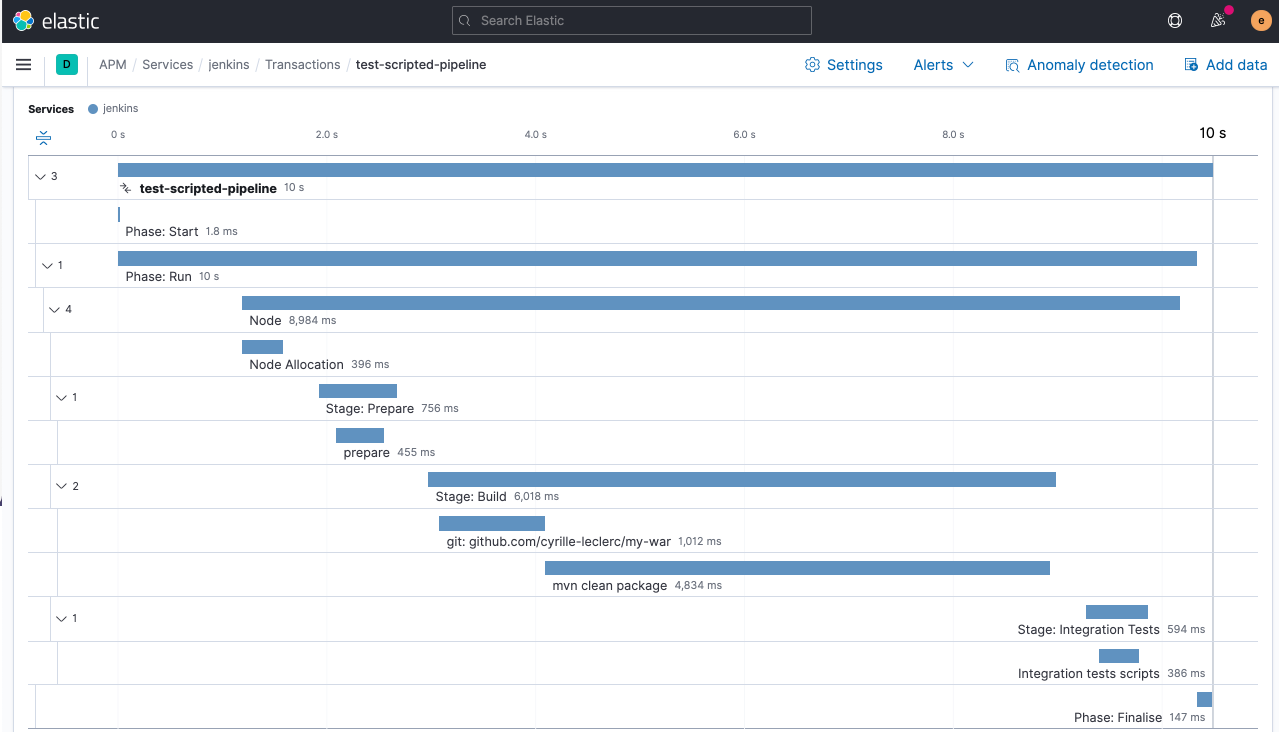 elastic Search Elastic e
D APM / Services / jenkins / Transactions / test-scripted-pipeline Settings Alerts Anomaly detection Add data
Services jenkins
0 s 2.0 s 4.0 s 6.0 s 8.0 s 10 s
3
test-scripted-pipeline 10 s
Phase: Start 1.8 ms
1
Phase: Run 10 s
4
Node 8,984 ms
Node Allocation 396 ms
1
Stage: Prepare 756 ms
prepare 455 ms
2
Stage: Build 6,018 ms
git: github.com/cyrille-leclerc/my-war 1,012 ms
mvn clean package 4,834 ms
1
Stage: Integration Tests 594 ms
Integration tests scripts 386 ms
Phase: Finalise 147 ms